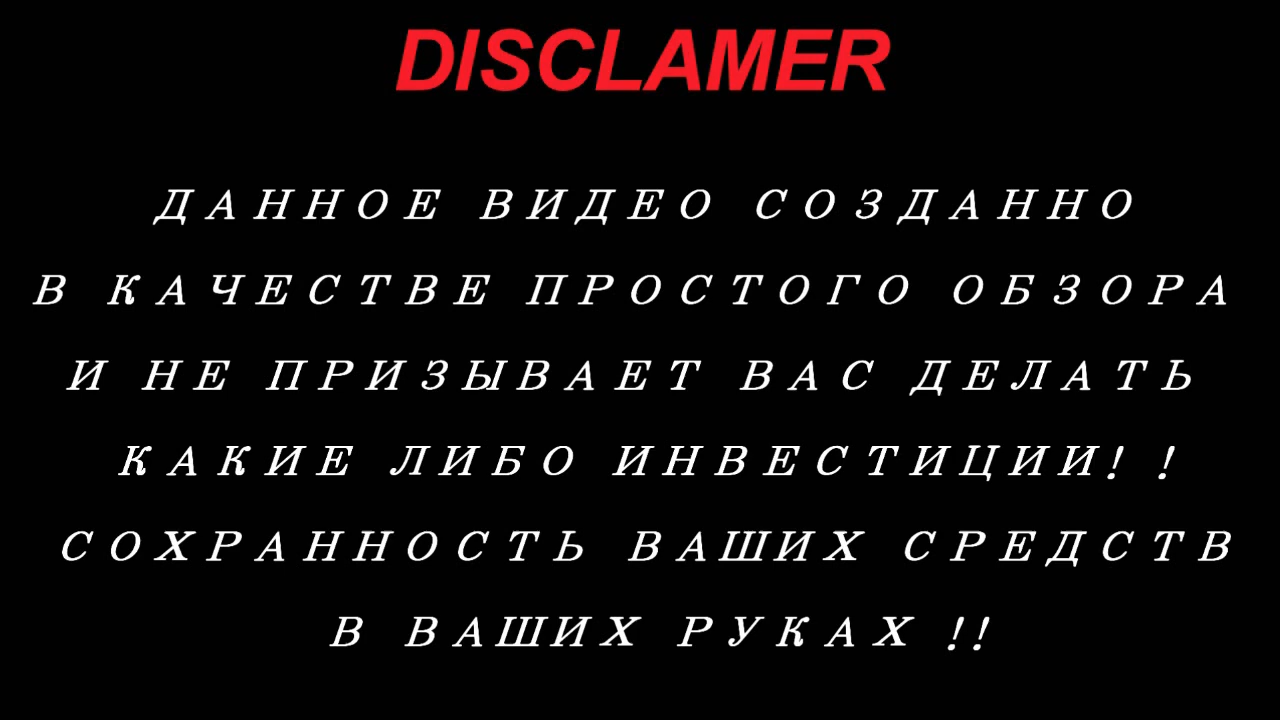 DISCLAMER
ДАННОЕ ВИДЕО СОЗДАННО
В КАЧЕСТВЕ ПРОСТОГО ОБЗОРА
И НЕ ПРИЗЫВАЕТ ВАС ДЕЛАТЬ
КАКИЕ ЛИБО ИНВЕСТИЦИИ! !
СОХРАННОСТЬ ВАШИХ СРЕДСТВ
В ВАШИХ РУКАХ !!